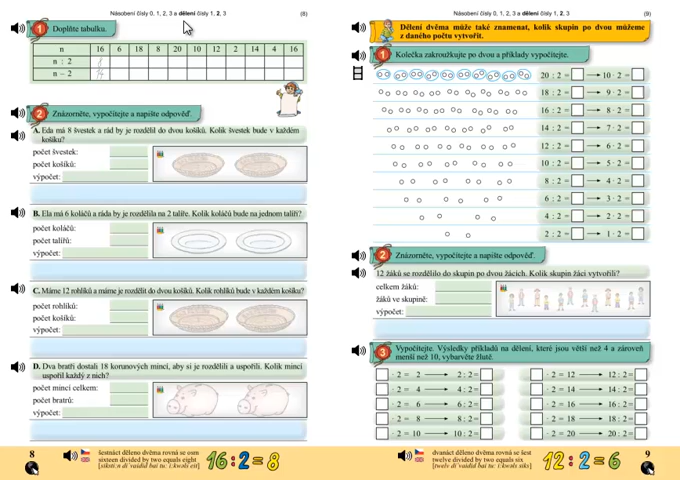 Násobení čísly 0, 1, 2, 3 a dělení čísly 1, 2, 3
(8)
1 Doplňte tabulku.
n 16 6 18 8 20 10 12 2 14 4 16
n : 2 8
n − 2 14
2 Znázorněte, vypočítejte a napište odpověď.
A. Eda má 8 švestek a rád by je rozdělil do dvou košíků. Kolik švestek bude v každém
košíku?
počet švestek:
počet košíků:
výpočet:
B. Ela má 6 koláčů a ráda by je rozdělila na 2 talíře. Kolik koláčů bude na jednom talíři?
počet koláčů:
počet talířů:
výpočet:
C. Máme 12 rohlíků a máme je rozdělit do dvou košíků. Kolik rohlíků bude v každém košíku?
počet rohlíků:
počet košíků:
výpočet:
D. Dva bratři dostali 18 korunových mincí, aby si je rozdělili a uspořili. Kolik mincí
uspořil každý z nich?
počet mincí celkem:
počet bratrů:
výpočet:
8
šestnáct děleno dvěma rovná se osm
sixteen divided by two equals eight
16 : 2 = 8
Násobení čísly 0, 1, 2, 3 a dělení čísly 1, 2, 3
(9)
Dělení dvěma může také znamenat, kolik skupin po dvou můžeme
z daného počtu vytvořit.
1 Kolečka zakroužkujte po dvou a příklady vypočítejte.
20 : 2 = → 10 · 2 =
18 : 2 = → 9 · 2 =
16 : 2 = → 8 · 2 =
14 : 2 = → 7 · 2 =
12 : 2 = → 6 · 2 =
10 : 2 = → 5 · 2 =
8 : 2 = → 4 · 2 =
6 : 2 = → 3 · 2 =
4 : 2 = → 2 · 2 =
2 : 2 = → 1 · 2 =
2 Znázorněte, vypočítejte a napište odpověď.
12 žáků se rozdělilo do skupin po dvou žácích. Kolik skupin žáci vytvořili?
celkem žáků:
žáků ve skupině:
výpočet:
3 Vypočítejte. Výsledky příkladů na dělení, které jsou větší než 4 a zároveň
menší než 10, vybarvěte žlutě.
· 2 = 2 → 2 : 2 = · 2 = 12 → 12 : 2 =
· 2 = 4 → 4 : 2 = · 2 = 14 → 14 : 2 =
· 2 = 6 → 6 : 2 = · 2 = 16 → 16 : 2 =
· 2 = 8 → 8 : 2 = · 2 = 18 → 18 : 2 =
· 2 = 10 → 10 : 2 = · 2 = 20 → 20 : 2 =
dvanáct děleno dvěma rovná se šest
twelve divided by two equals six
12 : 2 = 6
9